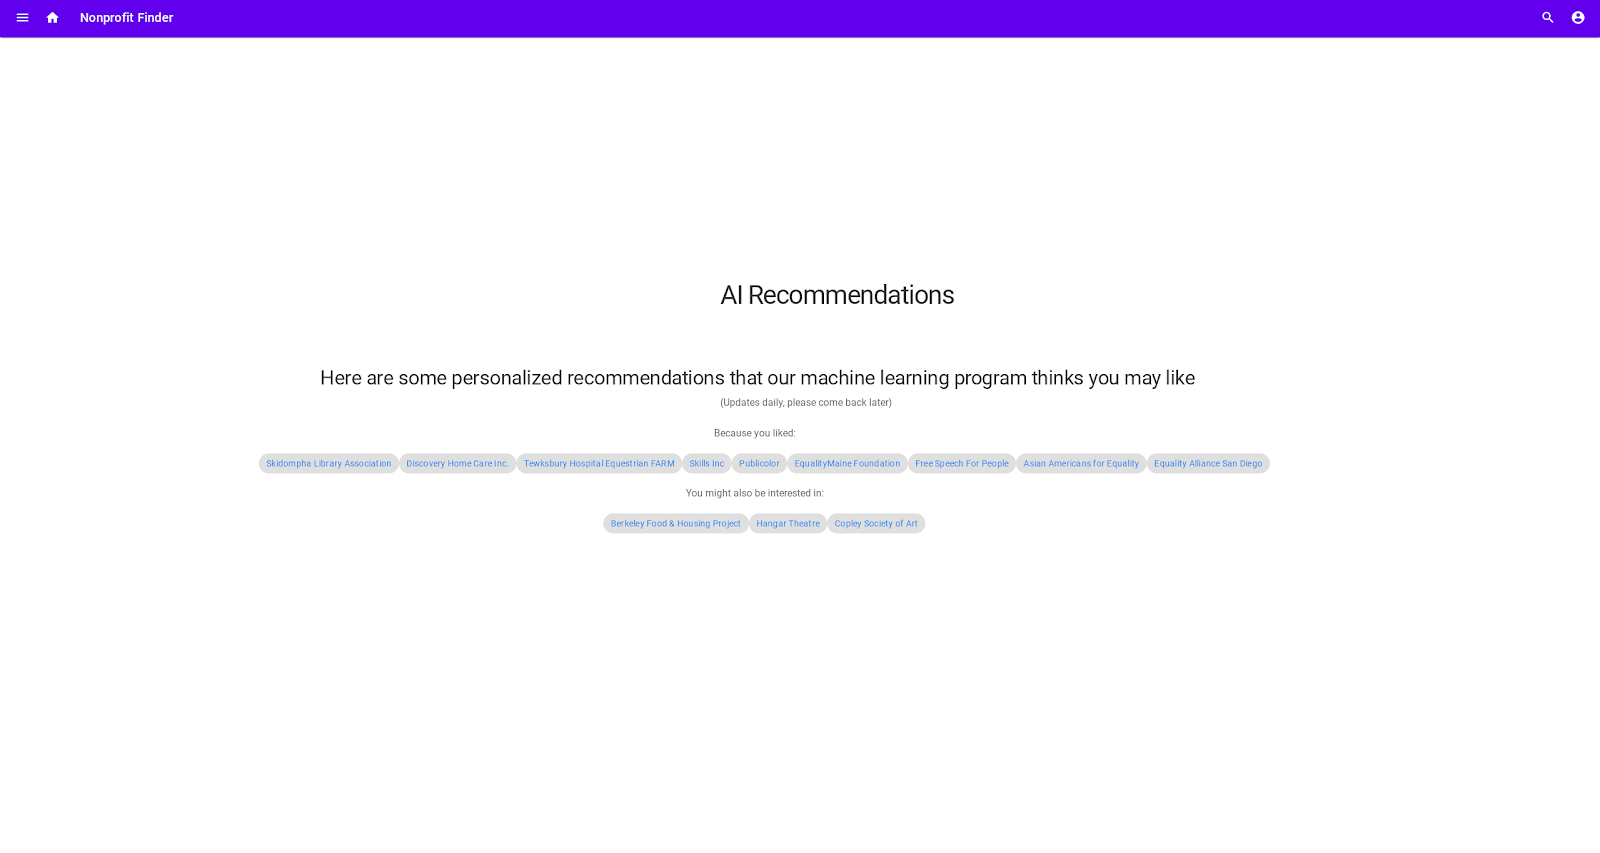 Nonprofit Finder
AI Recommendations
Here are some personalized recommendations that our machine learning program thinks you may like
(Updates daily, please come back later)
Because you liked:
Skidompha Library Association Discovery Home Care Inc. Tewksbury Hospital Equestrian FARM Skills Inc Publicolor EqualityMaine Foundation Free Speech For People Asian Americans for Equality Equality Alliance San Diego
You might also be interested in:
Berkeley Food & Housing Project Hangar Theatre Copley Society of Art